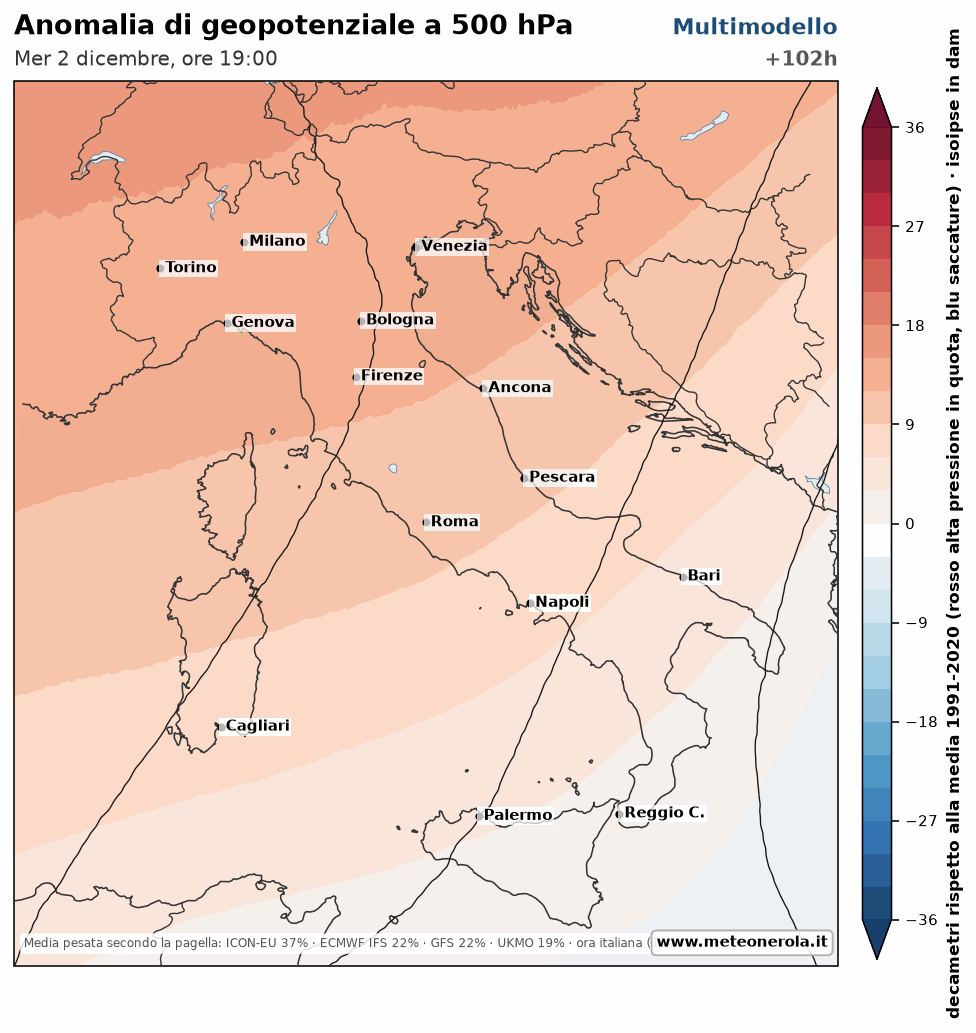 Anomalia di geopotenziale a 500 hPa
Multimodello
Mer 2 dicembre, ore 19:00
+102h
36
27
18
9
0
−9
−18
−27
−36
decametri rispetto alla media 1991-2020 (rosso alta pressione in quota, blu saccature) · isoipse in dam
Milano
Venezia
Torino
Genova
Bologna
Firenze
Ancona
Pescara
Roma
Bari
Napoli
Cagliari
Palermo
Reggio C.
Media pesata secondo la pagella: ICON-EU 37% · ECMWF IFS 22% · GFS 22% · UKMO 19% · ora italiana (
www.meteonerola.it